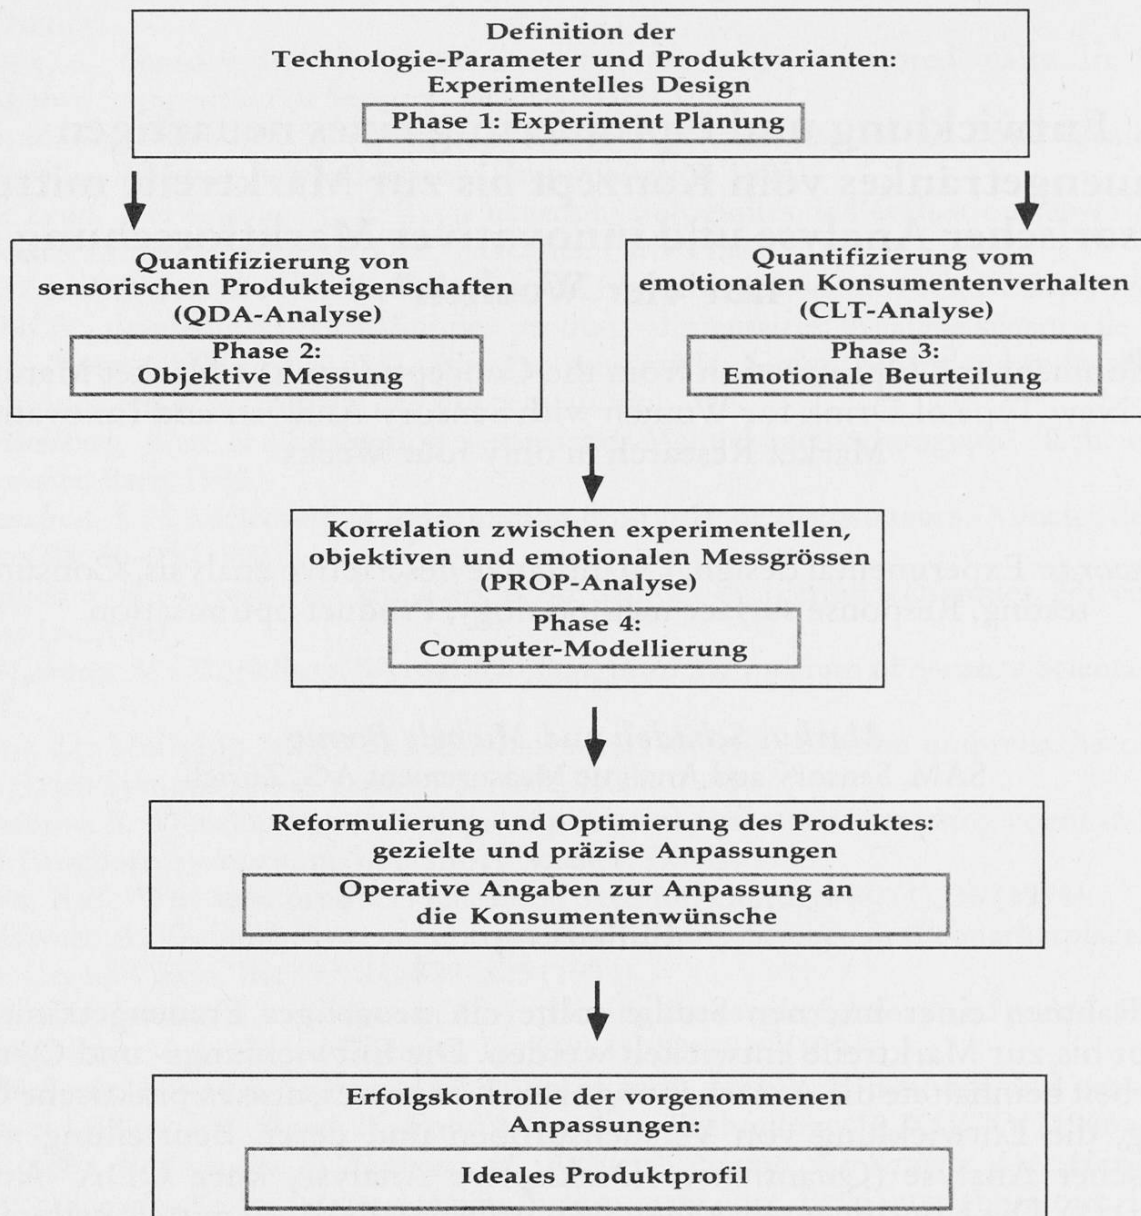 Definition der
Technologie-Parameter und Produktvarianten:
Experimentelles Design
Phase 1: Experiment Planung
Quantifizierung von
sensorischen Produkteigenschaften
(QDA-Analyse)
Phase 2:
Objektive Messung
Quantifizierung vom
emotionalen Konsumentenverhalten
(CLT-Analyse)
Phase 3:
Emotionale Beurteilung
Korrelation zwischen experimentellen,
objektiven und emotionalen Messgrössen
(PROP-Analyse)
Phase 4:
Computer-Modellierung
Reformulierung und Optimierung des Produktes:
gezielte und präzise Anpassungen
Operative Angaben zur Anpassung an
die Konsumentenwünsche
Erfolgskontrolle der vorgenommenen
Anpassungen:
Ideales Produktprofil